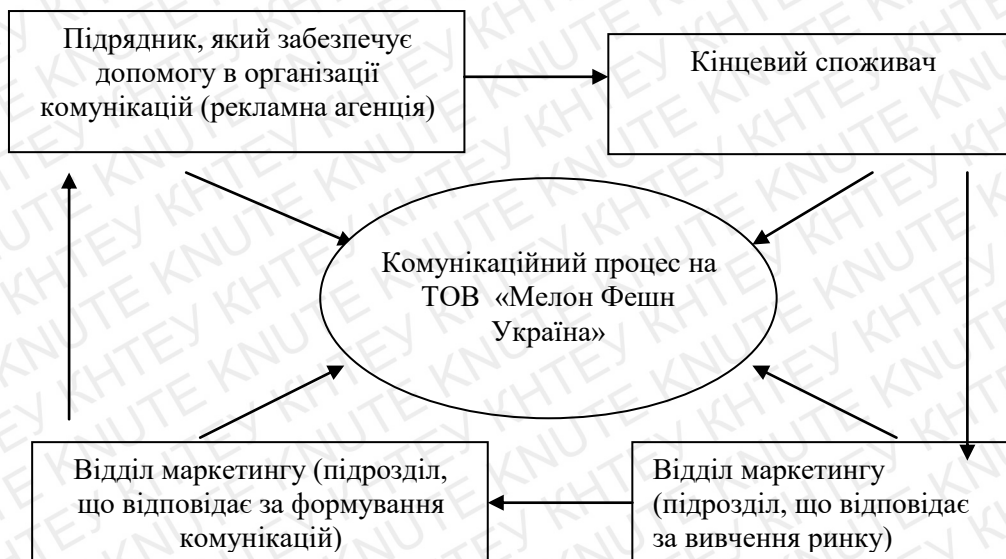 Підрядник, який забезпечує
допомогу в організації
комунікацій (рекламна агенція)
Кінцевий споживач
Комунікаційний процес на
ТОВ «Мелон Фешн
Україна»
Відділ маркетингу (підрозділ,
що відповідає за формування
комунікацій)
Відділ маркетингу
(підрозділ, що відповідає
за вивчення ринку)